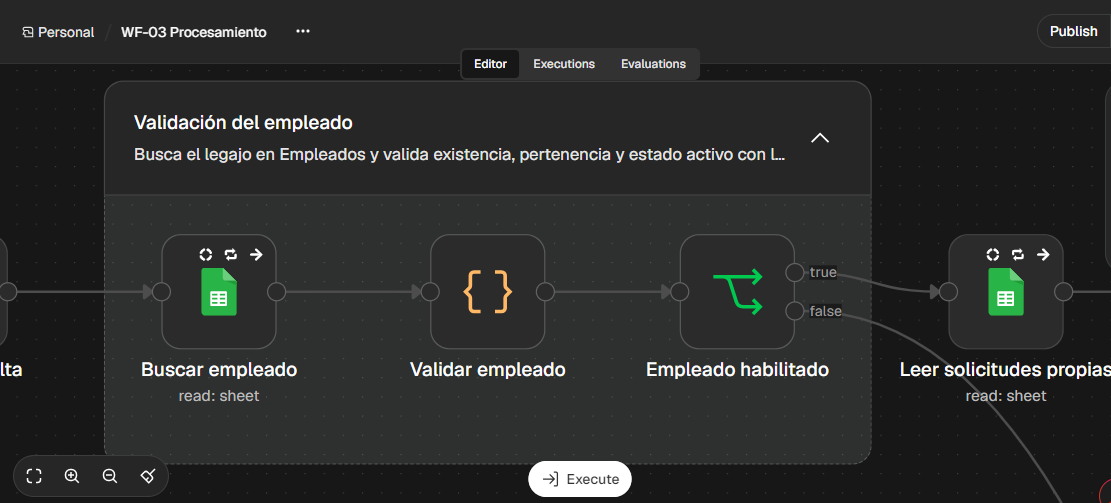 Personal / WF-03 Procesamiento ...
Publish
Editor Executions Evaluations
Validación del empleado
Busca el legajo en Empleados y valida existencia, pertenencia y estado activo con L...
true
false
lta
Buscar empleado
read: sheet
Validar empleado
Empleado habilitado
Leer solicitudes propias
read: sheet
Execute